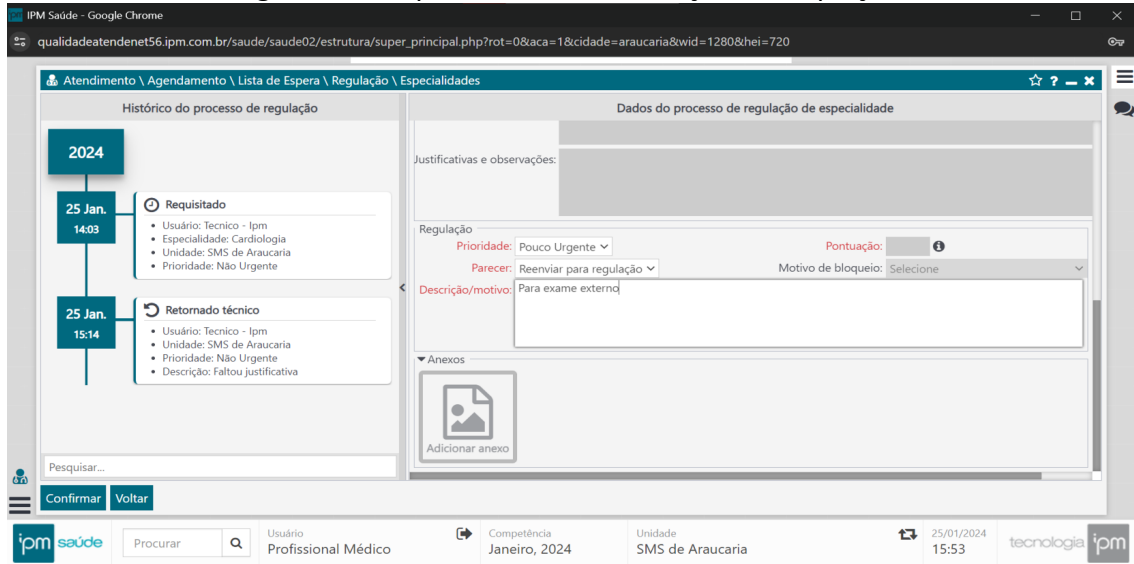 IPM Saúde - Google Chrome
qualidadeatendenet56.ipm.com.br/saude/saude02/estrutura/super_principal.php?rot=0&aca=1&cidade=araucaria&wid=1280&hei=720
Atendimento \ Agendamento \ Lista de Espera \ Regulação \ Especialidades
Histórico do processo de regulação
2024
25 Jan.
14:03
Requisitado
Usuário: Tecnico - Ipm
Especialidade: Cardiologia
Unidade: SMS de Araucaria
Prioridade: Não Urgente
25 Jan.
15:14
Retornado técnico
Usuário: Tecnico - Ipm
Unidade: SMS de Araucaria
Prioridade: Não Urgente
Descrição: Faltou justificativa
Pesquisar...
Dados do processo de regulação de especialidade
Justificativas e observações:
Regulação
Prioridade: Pouco Urgente Pontuação:
Parecer: Reenviar para regulação Motivo de bloqueio: Selecione
Descrição/motivo: Para exame externo
Anexos
Adicionar anexo
Confirmar Voltar
ipm saúde
Procurar
Usuário
Profissional Médico
Competência
Janeiro, 2024
Unidade
SMS de Araucaria
25/01/2024
15:53
tecnologia ipm